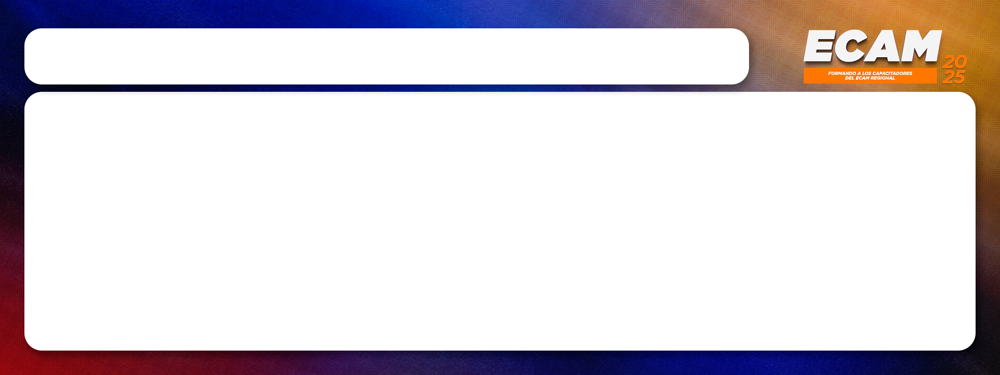 ECAM
20
25
FORMANDO A LOS CAPACITADORES
DEL ECAM REGIONAL